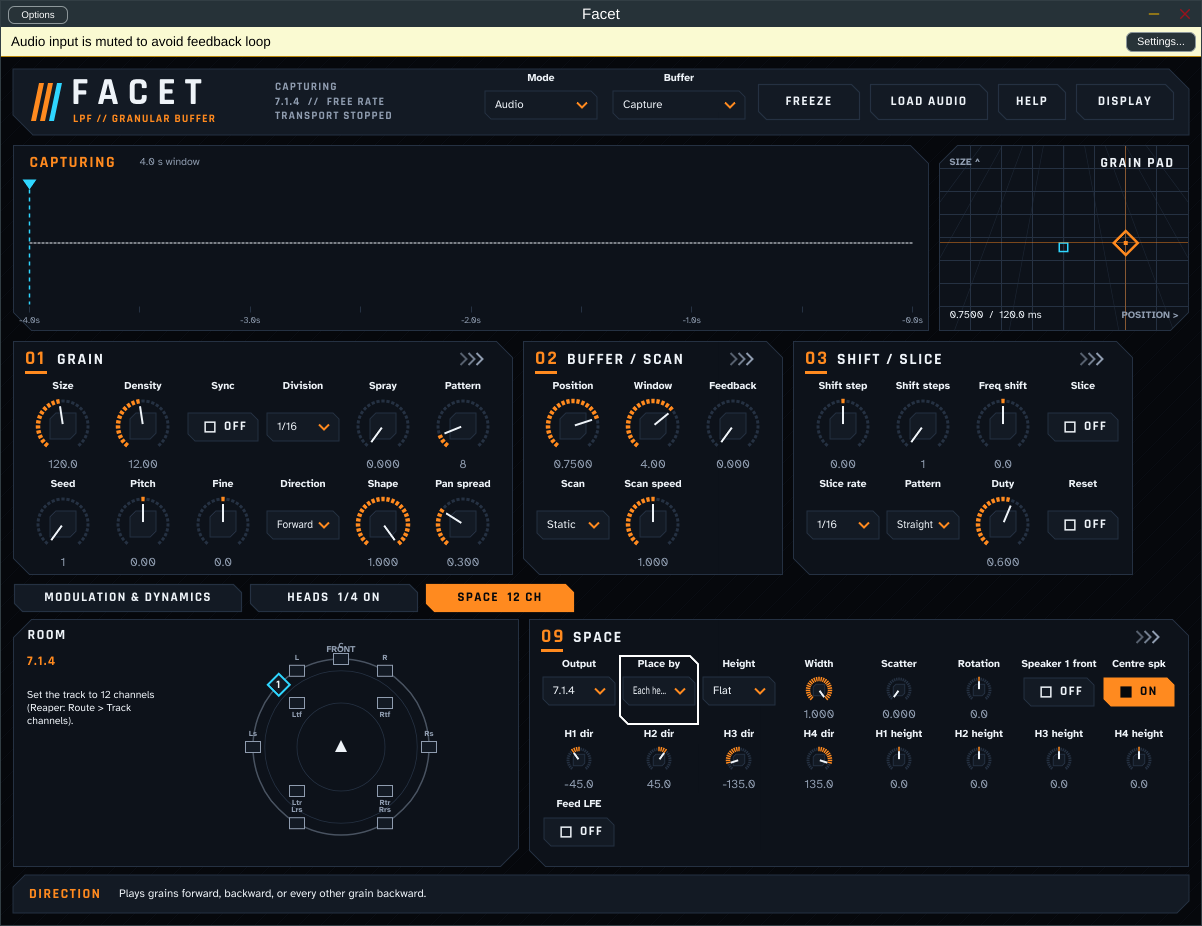 Options
Facet
Audio input is muted to avoid feedback loop
Settings...
FACET
LPF // GRANULAR BUFFER
CAPTURING
7.1.4 // FREE RATE
TRANSPORT STOPPED
Mode
Audio
Buffer
Capture
FREEZE
LOAD AUDIO
HELP
DISPLAY
CAPTURING
4.0 s window
-4.0s
-3.0s
-2.0s
-1.0s
-0.0s
SIZE ^
GRAIN PAD
0.7500 / 120.0 ms
POSITION >
01 GRAIN
Size
Density
Sync
Division
Spray
Pattern
OFF
1/16
120.0
12.00
0.000
8
Seed
Pitch
Fine
Direction
Shape
Pan spread
Forward
1
0.00
0.0
1.000
0.300
02 BUFFER / SCAN
Position
Window
Feedback
0.7500
4.00
0.000
Scan
Scan speed
Static
1.000
03 SHIFT / SLICE
Shift step
Shift steps
Freq shift
Slice
OFF
0.00
1
0.0
Slice rate
Pattern
Duty
Reset
1/16
Straight
OFF
0.600
MODULATION & DYNAMICS
HEADS 1/4 ON
SPACE 12 CH
ROOM
7.1.4
Set the track to 12 channels
(Reaper: Route > Track
channels).
C
FRONT
L
R
1
Ltf
Rtf
Ls
Rs
Ltr
Rtr
Lrs
Rrs
09 SPACE
Output
Place by
Height
Width
Scatter
Rotation
Speaker 1 front
Centre spk
7.1.4
Each he...
Flat
OFF
ON
1.000
0.000
0.0
H1 dir
H2 dir
H3 dir
H4 dir
H1 height
H2 height
H3 height
H4 height
-45.0
45.0
-135.0
135.0
0.0
0.0
0.0
0.0
Feed LFE
OFF
DIRECTION
Plays grains forward, backward, or every other grain backward.